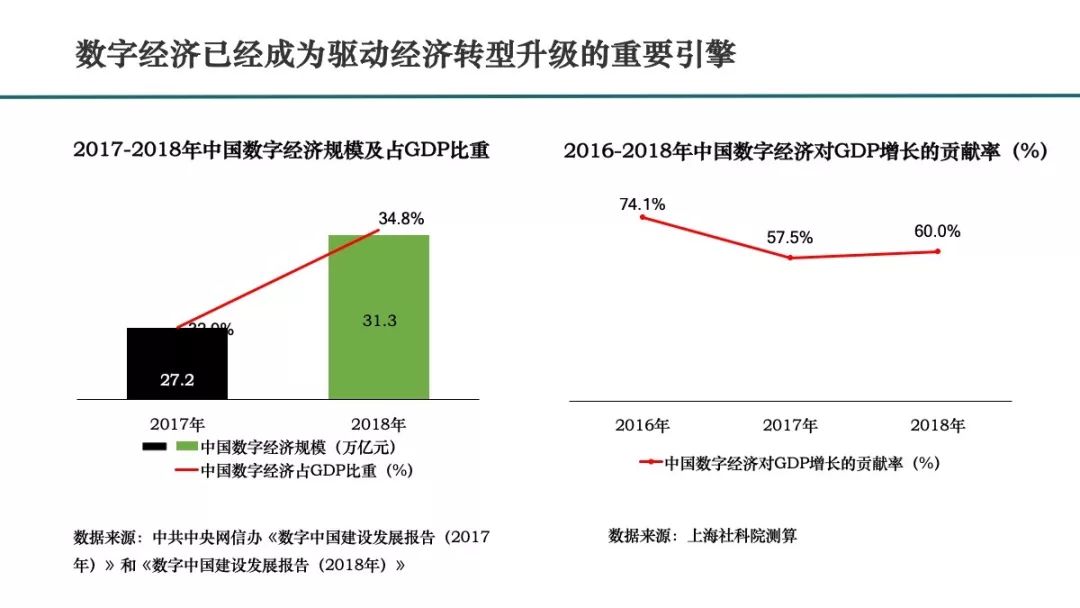 数字经济已经成为驱动经济转型升级的重要引擎
2017-2018年中国数字经济规模及占GDP比重
34.8%
31.3
27.2
2017年
2018年
中国数字经济规模（万亿元）
中国数字经济占GDP比重（%）
数据来源：中共中央网信办《数字中国建设发展报告（2017
年）》和《数字中国建设发展报告（2018年）》
2016-2018年中国数字经济对GDP增长的贡献率（%）
74.1%
57.5%
60.0%
2016年
2017年
2018年
中国数字经济对GDP增长的贡献率（%）
数据来源：上海社科院测算